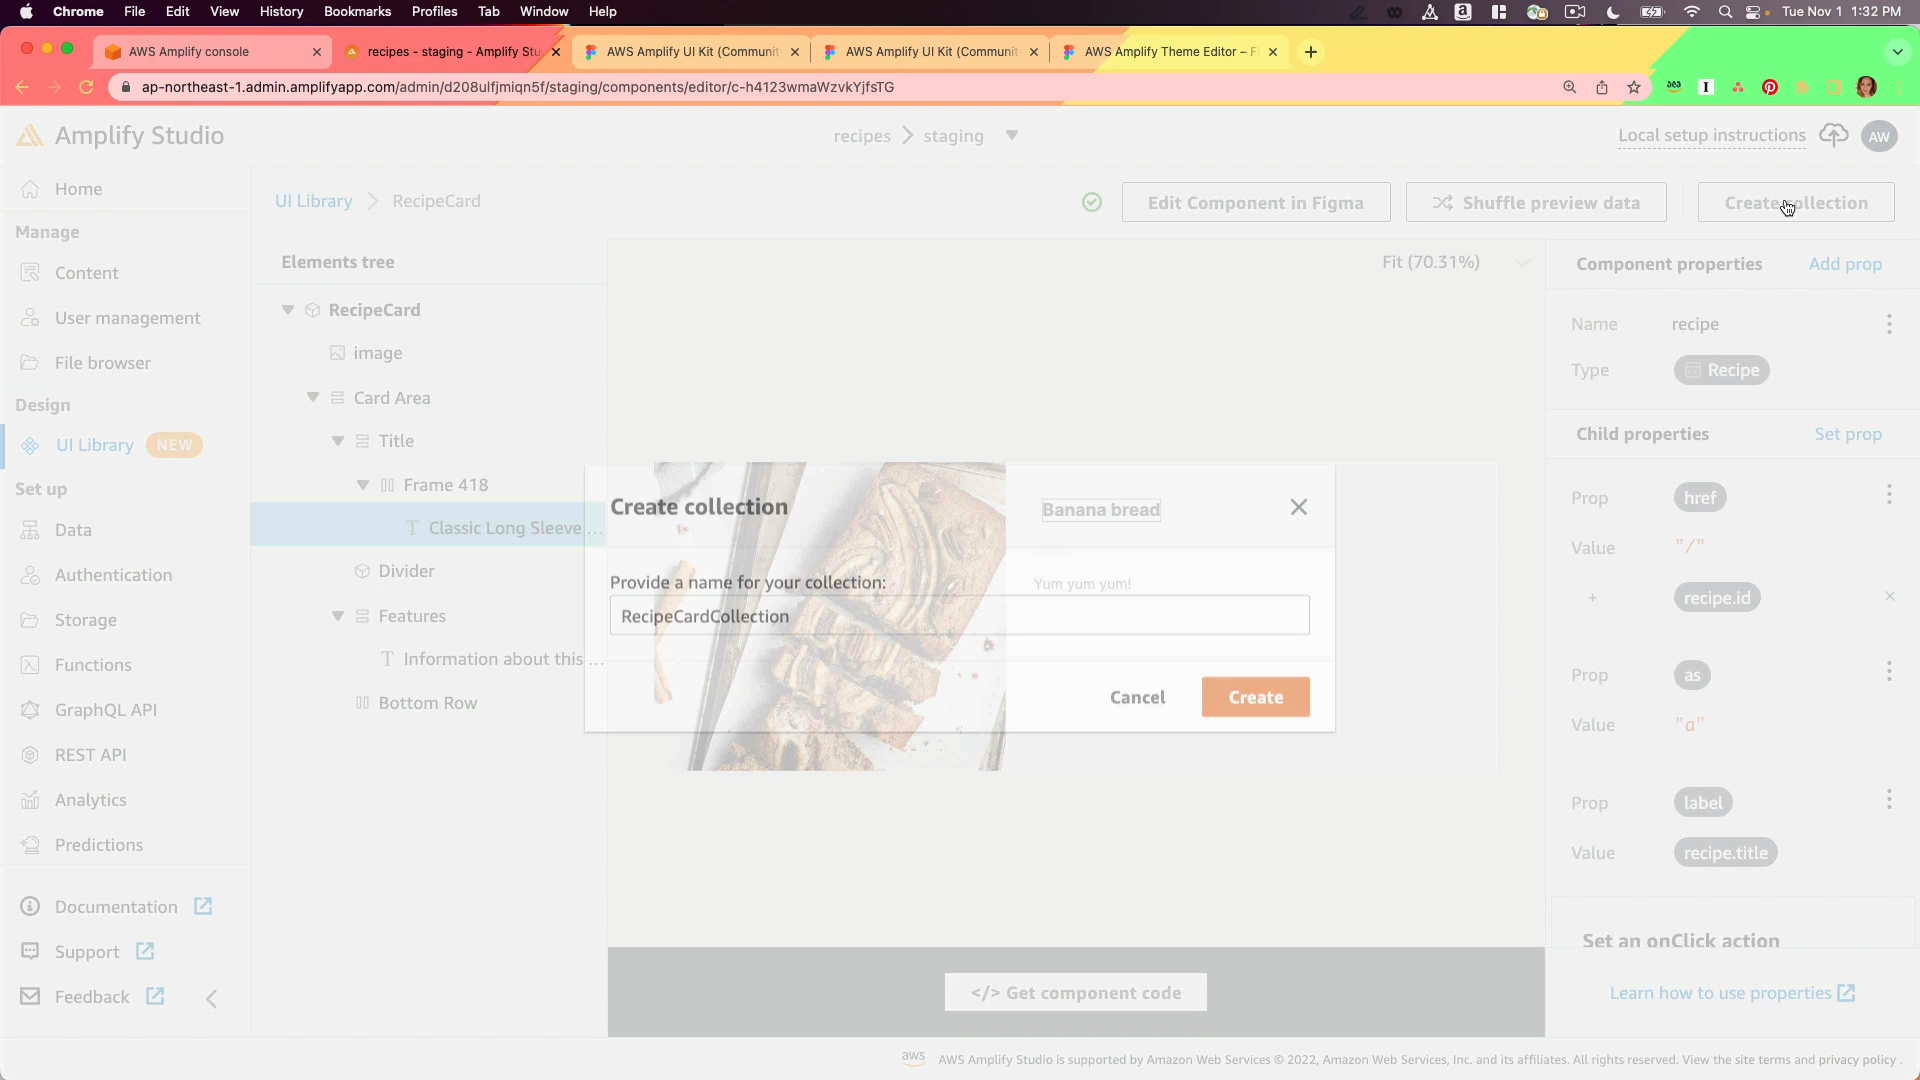 Chrome File Edit View History Bookmarks Profiles Tab Window Help
Tue Nov 1 1:32 PM
AWS Amplify console
recipes - staging - Amplify Stu
AWS Amplify UI Kit (Communit
AWS Amplify UI Kit (Communit
AWS Amplify Theme Editor – Fi
ap-northeast-1.admin.amplifyapp.com/admin/d208ulfjmiqn5f/staging/components/editor/c-h4123wmaWzvkYjfsTG
Amplify Studio
recipes staging
Local setup instructions
AW
Home
Manage
Content
User management
File browser
Design
UI Library NEW
Set up
Data
Authentication
Storage
Functions
GraphQL API
REST API
Analytics
Predictions
Documentation
Support
Feedback
UI Library RecipeCard
Edit Component in Figma
Shuffle preview data
Create collection
Elements tree
RecipeCard
image
Card Area
Title
Frame 418
T Classic Long Sleeve ...
Divider
Features
T Information about this ...
Bottom Row
Fit (70.31%)
Create collection
Banana bread
Provide a name for your collection:
Yum yum yum!
RecipeCardCollection
Cancel
Create
</> Get component code
Component properties Add prop
Name recipe
Type Recipe
Child properties Set prop
Prop href
Value "/"
+ recipe.id
Prop as
Value "a"
Prop label
Value recipe.title
Set an onClick action
Learn how to use properties
aws AWS Amplify Studio is supported by Amazon Web Services © 2022, Amazon Web Services, Inc. and its affiliates. All rights reserved. View the site terms and privacy policy .